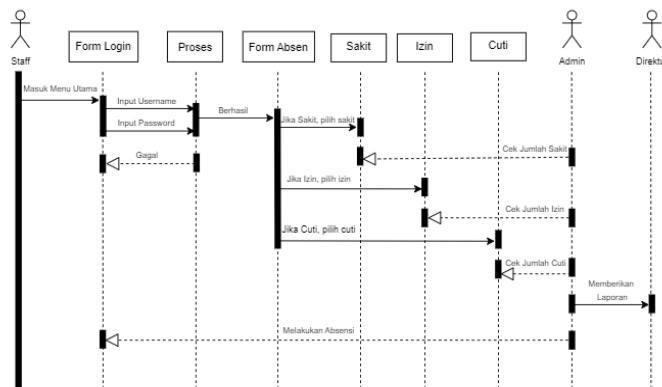 Form Login
Proses
Form Absen
Sakit
Izin
Cuti
Staff
Admin
Direktu
Masuk Menu Utama
Input Username
Input Password
Berhasil
Jika Sakit, pilih sakit
Cek Jumlah Sakit
Gagal
Jika Izin, pilih izin
Cek Jumlah Izin
Jika Cuti, pilih cuti
Cek Jumlah Cuti
Memberikan
Laporan
Melakukan Absensi